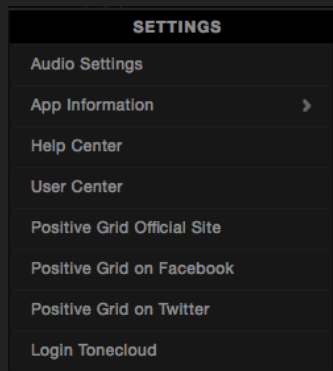 SETTINGS
Audio Settings
App Information
Help Center
User Center
Positive Grid Official Site
Positive Grid on Facebook
Positive Grid on Twitter
Login Tonecloud